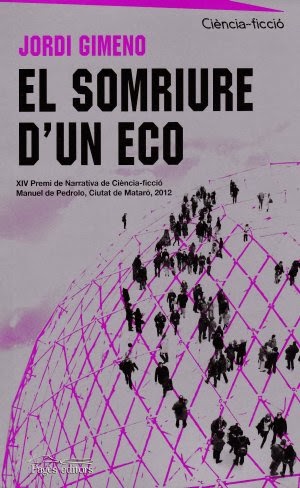 Ciència-ficció
JORDI GIMENO
EL SOMRIURE
D'UN ECO
XIV Premi de Narrativa de Ciència-ficció
Manuel de Pedrolo, Ciutat de Mataró, 2012
Pagès editors